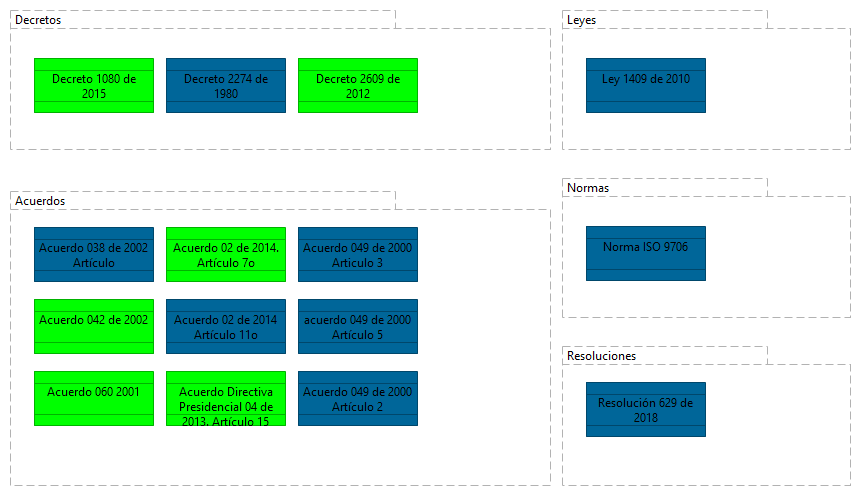 Decretos
Decreto 1080 de
2015
Decreto 2274 de
1980
Decreto 2609 de
2012
Leyes
Ley 1409 de 2010
Acuerdos
Acuerdo 038 de 2002
Artículo
Acuerdo 02 de 2014.
Artículo 7o
Acuerdo 049 de 2000
Articulo 3
Acuerdo 042 de 2002
Acuerdo 02 de 2014
Artículo 11o
acuerdo 049 de 2000
Artículo 5
Acuerdo 060 2001
Acuerdo Directiva
Presidencial 04 de
2013. Artículo 15
Acuerdo 049 de 2000
Artículo 2
Normas
Norma ISO 9706
Resoluciones
Resolución 629 de
2018